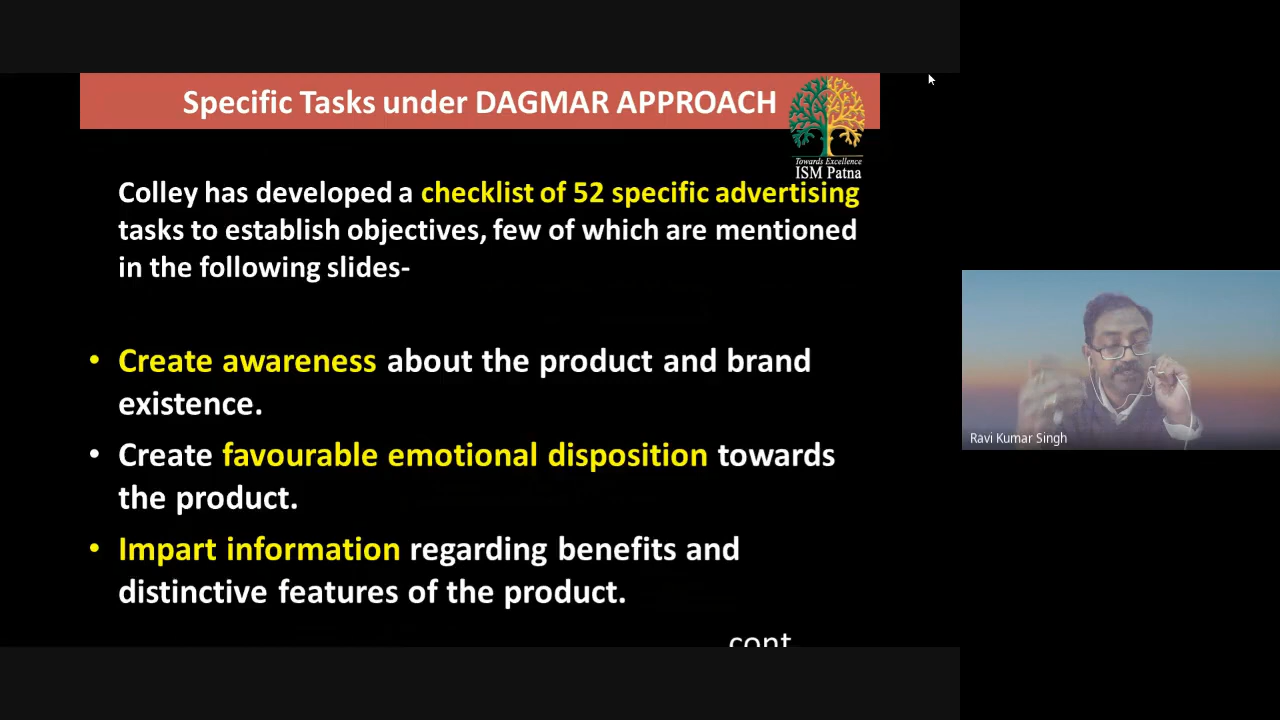 Specific Tasks under DAGMAR APPROACH
Towards Excellence
ISM Patna
Colley has developed a checklist of 52 specific advertising
tasks to establish objectives, few of which are mentioned
in the following slides-
• Create awareness about the product and brand
existence.
• Create favourable emotional disposition towards
the product.
• Impart information regarding benefits and
distinctive features of the product.
cont
Ravi Kumar Singh